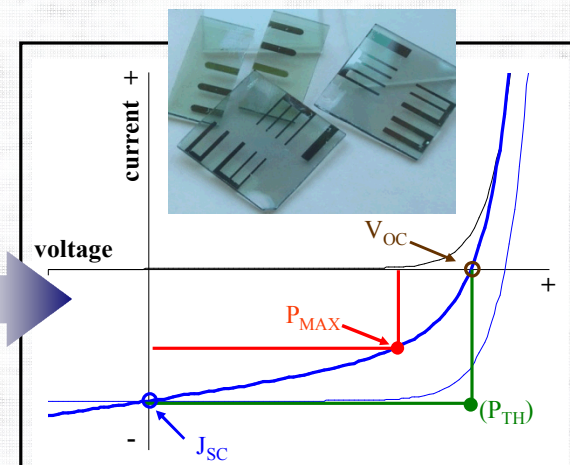 +
current
voltage
V_OC
+
P_MAX
(P_TH)
-
J_SC